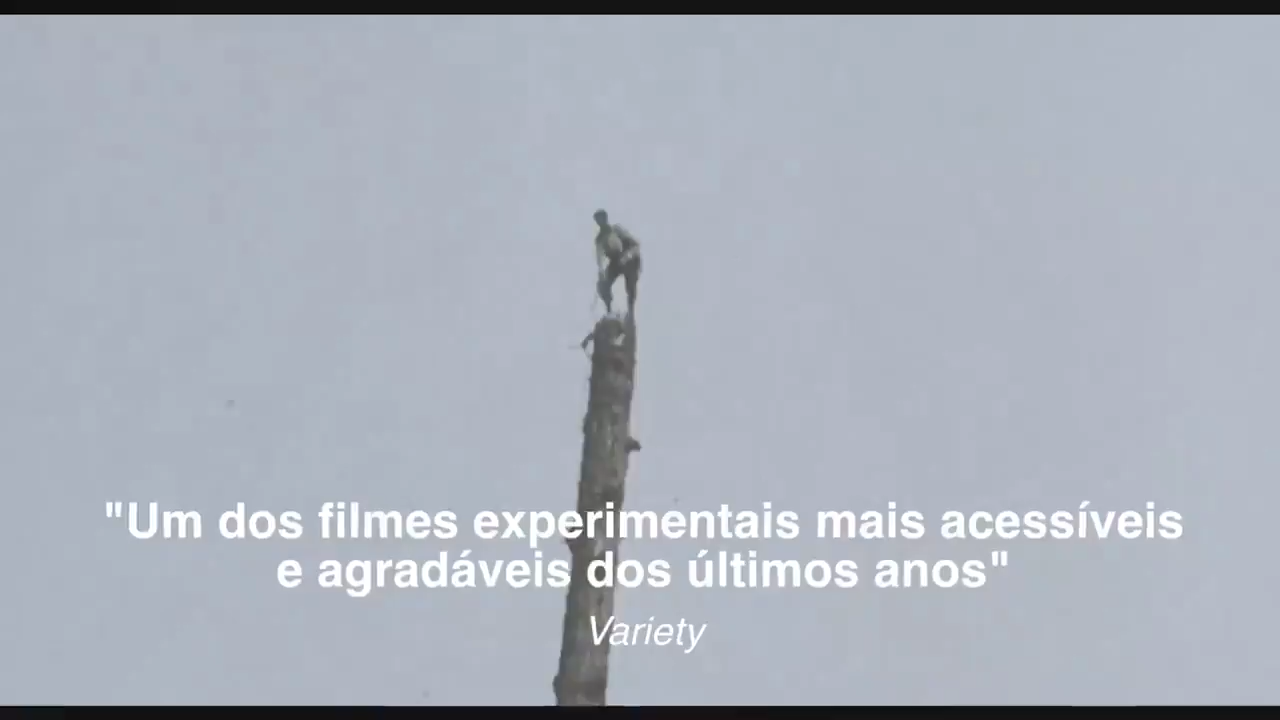 "Um dos filmes experimentais mais acessíveis
e agradáveis dos últimos anos"
Variety